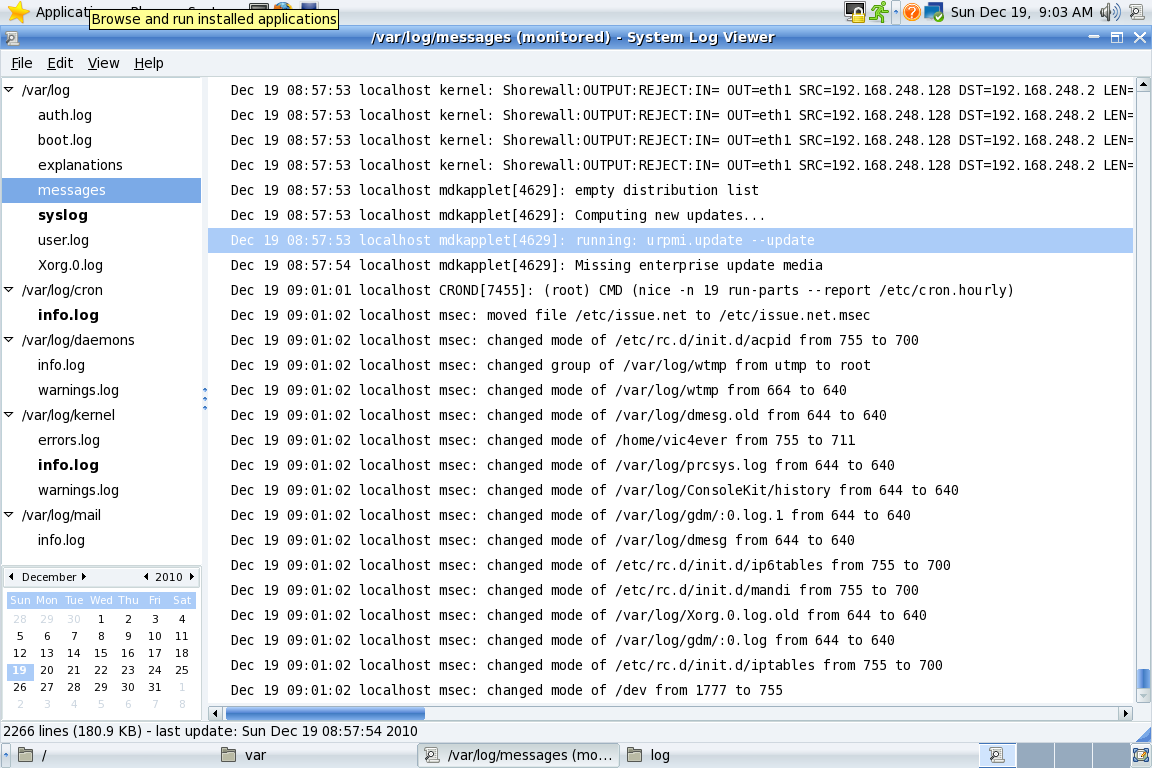 Applicati
Browse and run installed applications
Sun Dec 19, 9:03 AM
/var/log/messages (monitored) - System Log Viewer
File Edit View Help
/var/log
auth.log
boot.log
explanations
messages
syslog
user.log
Xorg.0.log
/var/log/cron
info.log
/var/log/daemons
info.log
warnings.log
/var/log/kernel
errors.log
info.log
warnings.log
/var/log/mail
info.log
December 2010
Sun Mon Tue Wed Thu Fri Sat
28 29 30 1 2 3 4
5 6 7 8 9 10 11
12 13 14 15 16 17 18
19 20 21 22 23 24 25
26 27 28 29 30 31 1
2 3 4 5 6 7 8
Dec 19 08:57:53 localhost kernel: Shorewall:OUTPUT:REJECT:IN= OUT=eth1 SRC=192.168.248.128 DST=192.168.248.2 LEN=
Dec 19 08:57:53 localhost kernel: Shorewall:OUTPUT:REJECT:IN= OUT=eth1 SRC=192.168.248.128 DST=192.168.248.2 LEN=
Dec 19 08:57:53 localhost kernel: Shorewall:OUTPUT:REJECT:IN= OUT=eth1 SRC=192.168.248.128 DST=192.168.248.2 LEN=
Dec 19 08:57:53 localhost kernel: Shorewall:OUTPUT:REJECT:IN= OUT=eth1 SRC=192.168.248.128 DST=192.168.248.2 LEN=
Dec 19 08:57:53 localhost mdkapplet[4629]: empty distribution list
Dec 19 08:57:53 localhost mdkapplet[4629]: Computing new updates...
Dec 19 08:57:53 localhost mdkapplet[4629]: running: urpmi.update --update
Dec 19 08:57:54 localhost mdkapplet[4629]: Missing enterprise update media
Dec 19 09:01:01 localhost CROND[7455]: (root) CMD (nice -n 19 run-parts --report /etc/cron.hourly)
Dec 19 09:01:02 localhost msec: moved file /etc/issue.net to /etc/issue.net.msec
Dec 19 09:01:02 localhost msec: changed mode of /etc/rc.d/init.d/acpid from 755 to 700
Dec 19 09:01:02 localhost msec: changed group of /var/log/wtmp from utmp to root
Dec 19 09:01:02 localhost msec: changed mode of /var/log/wtmp from 664 to 640
Dec 19 09:01:02 localhost msec: changed mode of /var/log/dmesg.old from 644 to 640
Dec 19 09:01:02 localhost msec: changed mode of /home/vic4ever from 755 to 711
Dec 19 09:01:02 localhost msec: changed mode of /var/log/prcsys.log from 644 to 640
Dec 19 09:01:02 localhost msec: changed mode of /var/log/ConsoleKit/history from 644 to 640
Dec 19 09:01:02 localhost msec: changed mode of /var/log/gdm/:0.log.1 from 644 to 640
Dec 19 09:01:02 localhost msec: changed mode of /var/log/dmesg from 644 to 640
Dec 19 09:01:02 localhost msec: changed mode of /etc/rc.d/init.d/ip6tables from 755 to 700
Dec 19 09:01:02 localhost msec: changed mode of /etc/rc.d/init.d/mandi from 755 to 700
Dec 19 09:01:02 localhost msec: changed mode of /var/log/Xorg.0.log.old from 644 to 640
Dec 19 09:01:02 localhost msec: changed mode of /var/log/gdm/:0.log from 644 to 640
Dec 19 09:01:02 localhost msec: changed mode of /etc/rc.d/init.d/iptables from 755 to 700
Dec 19 09:01:02 localhost msec: changed mode of /dev from 1777 to 755
2266 lines (180.9 KB) - last update: Sun Dec 19 08:57:54 2010
/ var /var/log/messages (mo... log